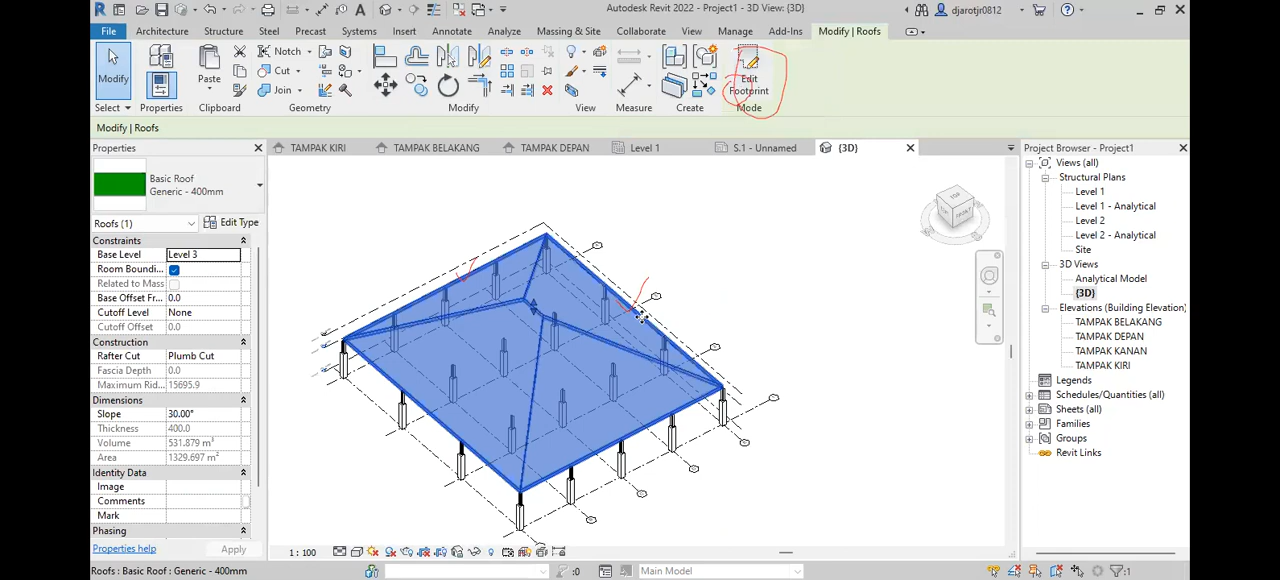 Autodesk Revit 2022 - 3D View: {3D}
djarotjr0812
File
Architecture
Structure
Steel
Precast
Systems
Insert
Annotate
Analyze
Massing & Site
Collaborate
View
Manage
Add-Ins
Modify | Roofs
Modify
Select
Properties
Paste
Clipboard
Notch
Cut
Join
Geometry
Modify
View
Measure
Create
Edit
Footprint
Mode
Modify | Roofs
Properties
Basic Roof
Generic - 400mm
Roofs (1)
Edit Type
Constraints
Base Level Level 3
Room Boundi...
Related to Mass
Base Offset Fr... 0.0
Cutoff Level None
Cutoff Offset 0.0
Construction
Rafter Cut Plumb Cut
Fascia Depth 0.0
Maximum Rid... 15695.9
Dimensions
Slope 30.00°
Thickness 400.0
Volume 531.879 m³
Area 1329.697 m²
Identity Data
Image
Comments
Mark
Phasing
Properties help
Apply
TAMPAK KIRI
TAMPAK BELAKANG
TAMPAK DEPAN
Level 1
S.1 - Unnamed
{3D}
TOP
1 : 100
Project Browser - Project1
Views (all)
Structural Plans
Level 1
Level 1 - Analytical
Level 2
Level 2 - Analytical
Site
3D Views
Analytical Model
{3D}
Elevations (Building Elevation)
TAMPAK BELAKANG
TAMPAK DEPAN
TAMPAK KANAN
TAMPAK KIRI
Legends
Schedules/Quantities (all)
Sheets (all)
Families
Groups
Revit Links
Roofs : Basic Roof : Generic - 400mm
:0
Main Model
:1